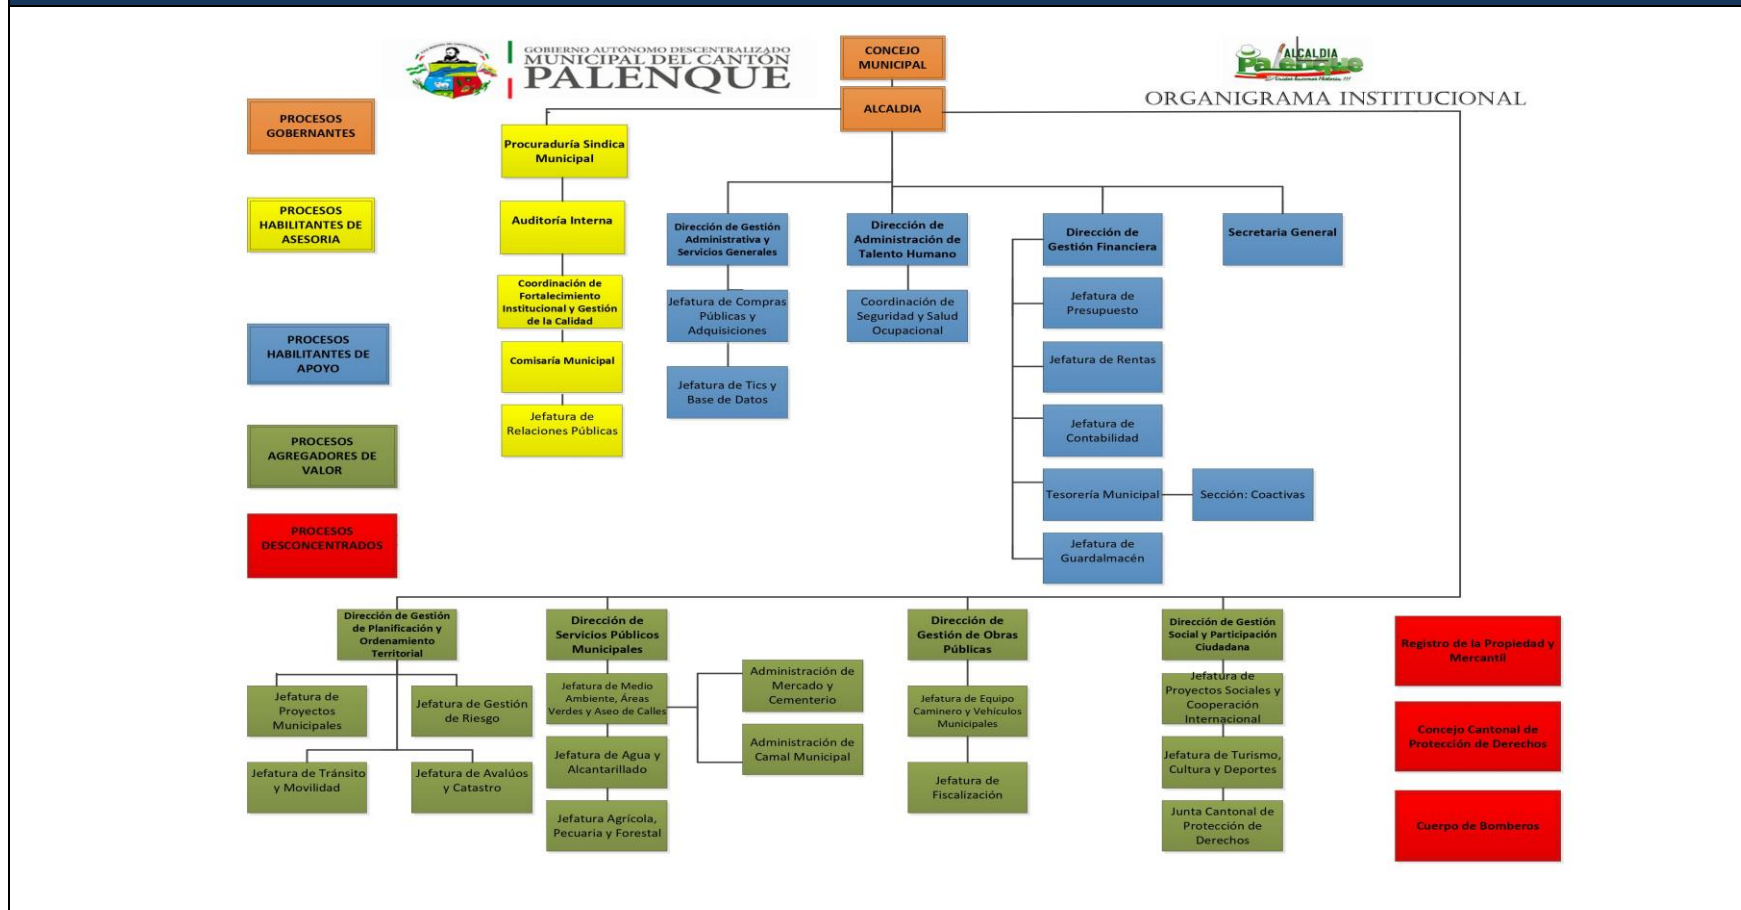 GOBIERNO AUTÓNOMO DESCENTRALIZADO
MUNICIPAL DEL CANTÓN
PALENQUE
CONCEJO
MUNICIPAL
ALCALDIA
Palenque
ORGANIGRAMA INSTITUCIONAL
ALCALDIA
PROCESOS
GOBERNANTES
PROCESOS
HABILITANTES DE
ASESORIA
PROCESOS
HABILITANTES DE
APOYO
PROCESOS
AGREGADORES DE
VALOR
PROCESOS
DESCONCENTRADOS
Procuraduría Sindica
Municipal
Auditoría Interna
Coordinación de
Fortalecimiento
Institucional y Gestión
de la Calidad
Comisaría Municipal
Jefatura de
Relaciones Públicas
Dirección de Gestión
Administrativa y
Servicios Generales
Jefatura de Compras
Públicas y
Adquisiciones
Jefatura de Tics y
Base de Datos
Dirección de
Administración de
Talento Humano
Coordinación de
Seguridad y Salud
Ocupacional
Dirección de
Gestión Financiera
Jefatura de
Presupuesto
Jefatura de Rentas
Jefatura de
Contabilidad
Tesorería Municipal
Sección: Coactivas
Jefatura de
Guardalmacén
Secretaria General
Dirección de Gestión
de Planificación y
Ordenamiento
Territorial
Jefatura de
Proyectos
Municipales
Jefatura de Gestión
de Riesgo
Jefatura de Tránsito
y Movilidad
Jefatura de Avalúos
y Catastro
Dirección de
Servicios Públicos
Municipales
Jefatura de Medio
Ambiente, Áreas
Verdes y Aseo de Calles
Jefatura de Agua y
Alcantarillado
Jefatura Agrícola,
Pecuaria y Forestal
Administración de
Mercado y
Cementerio
Administración de
Camal Municipal
Dirección de
Gestión de Obras
Públicas
Jefatura de Equipo
Caminero y Vehículos
Municipales
Jefatura de
Fiscalización
Dirección de Gestión
Social y Participación
Ciudadana
Jefatura de
Proyectos Sociales y
Cooperación
Internacional
Jefatura de Turismo,
Cultura y Deportes
Junta Cantonal de
Protección de
Derechos
Registro de la Propiedad y
Mercantil
Concejo Cantonal de
Protección de Derechos
Cuerpo de Bomberos